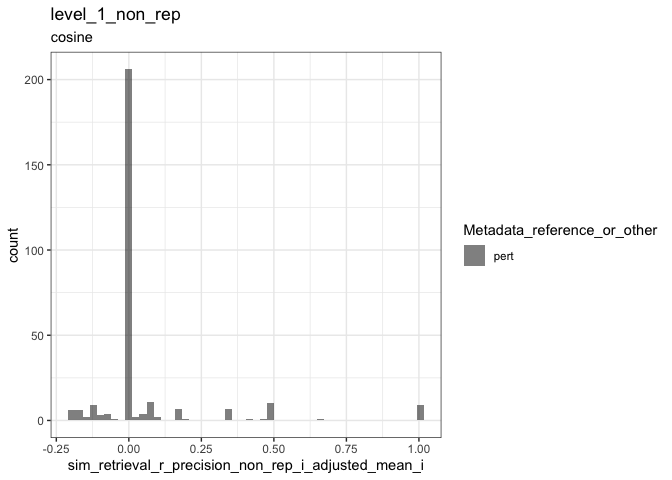 level_1_non_rep
cosine
200
150
100
50
0
count
-0.25 0.00 0.25 0.50 0.75 1.00
sim_retrieval_r_precision_non_rep_i_adjusted_mean_i
Metadata_reference_or_other
pert